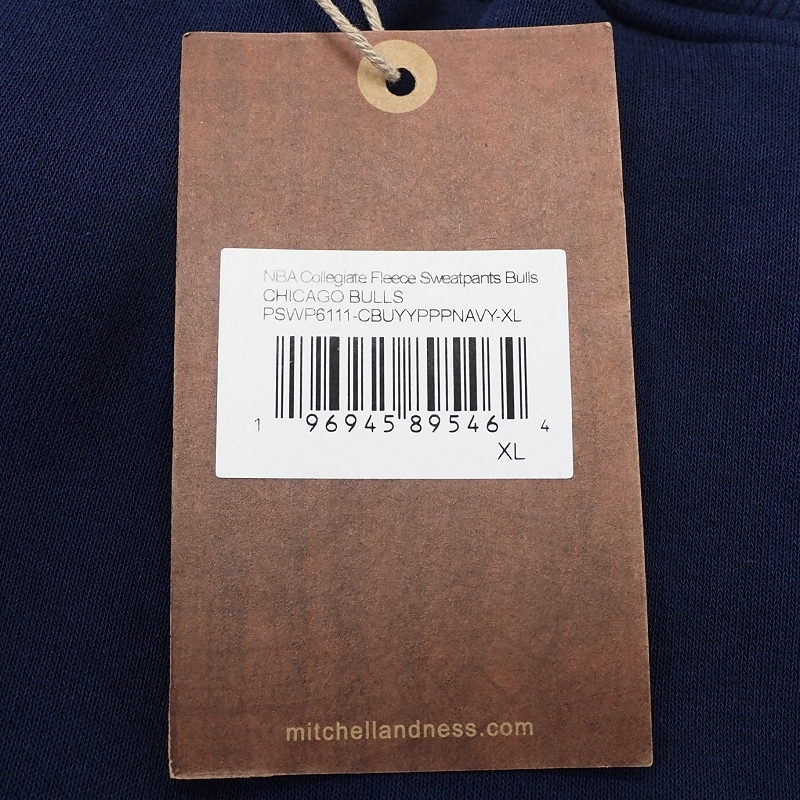 NBA Collegiate Fleece Sweatpants Bulls
CHICAGO BULLS
PSWP6111-CBUYYPPPNAVY-XL
1 96945 89546 4
XL
mitchellandness.com